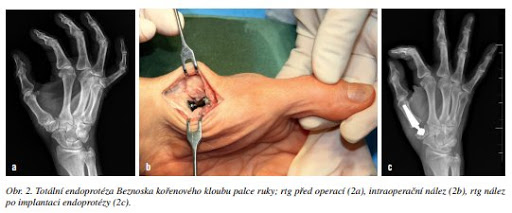 a
b
c
Obr. 2. Totální endoprotéza Beznoska kořenového kloubu palce ruky; rtg před operací (2a), intraoperační nález (2b), rtg nález
po implantaci endoprotézy (2c).